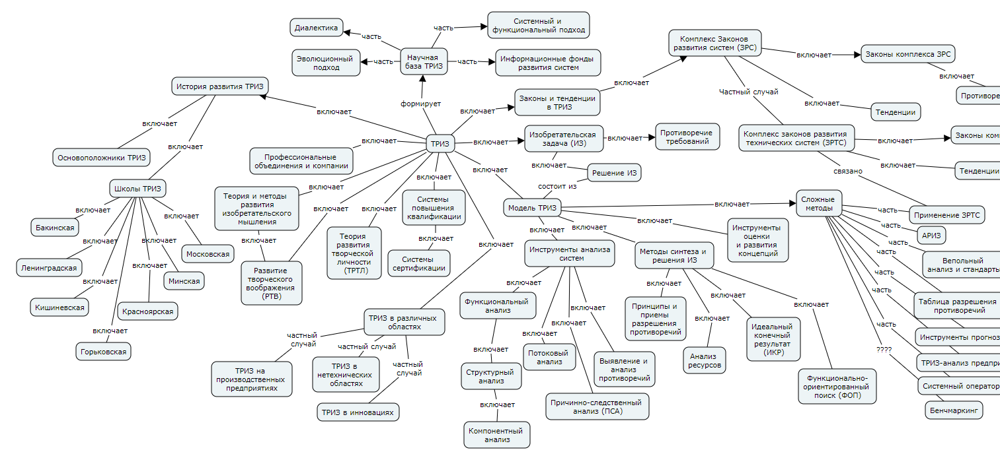 Диалектика
часть
часть
Системный и
функциональный подход
Научная
база ТРИЗ
Эволюционный
подход
часть
часть
Информационные фонды
развития систем
Комплекс Законов
развития систем (ЗРС)
включает
Законы комплекса ЗРС
включает
Противоре
включает
Частный случай
включает
Тенденции
История развития ТРИЗ
формирует
включает
включает
Законы и тенденции
в ТРИЗ
включает
Основоположники ТРИЗ
включает
Школы ТРИЗ
ТРИЗ
включает
Профессиональные
объединения и компании
включает
Изобретательская
задача (ИЗ)
включает
Противоречие
требований
включает
Решение ИЗ
состоит из
Комплекс законов развития
технических систем (ЗРТС)
включает
Законы ком
включает
Тенденции
связано
включает
Бакинская
включает
Ленинградская
включает
Кишиневская
включает
Горьковская
включает
Красноярская
включает
Минская
включает
Московская
включает
Теория и методы
развития
изобретательского
мышления
включает
включает
Развитие
творческого
воображения
(РТВ)
включает
Теория
развития
творческой
личности
(ТРТЛ)
включает
Системы
повышения
квалификации
включает
Системы
сертификации
включает
включает
Модель ТРИЗ
включает
Сложные
методы
включает
Инструменты
оценки
и развития
концепций
включает
Инструменты анализа
систем
включает
Методы синтеза и
решения ИЗ
часть
Применение ЗРТС
часть
АРИЗ
часть
Вепольный
анализ и стандарты
часть
Таблица разрешения
противоречий
часть
Инструменты прогноз
часть
ТРИЗ-анализ предпри
часть
Системный оператор
????
Бенчмаркинг
включает
Функциональный
анализ
включает
Структурный
анализ
включает
Компонентный
анализ
включает
Потоковый
анализ
включает
Причинно-следственный
анализ (ПСА)
включает
Выявление и
анализ
противоречий
включает
Принципы и
приемы
разрешения
противоречий
включает
Анализ
ресурсов
включает
Идеальный
конечный
результат
(ИКР)
включает
Функционально-
ориентированный
поиск (ФОП)
ТРИЗ в различных
областях
частный
случай
ТРИЗ на
производственных
предприятиях
частный случай
ТРИЗ в
нетехнических
областях
частный
случай
ТРИЗ в инновациях